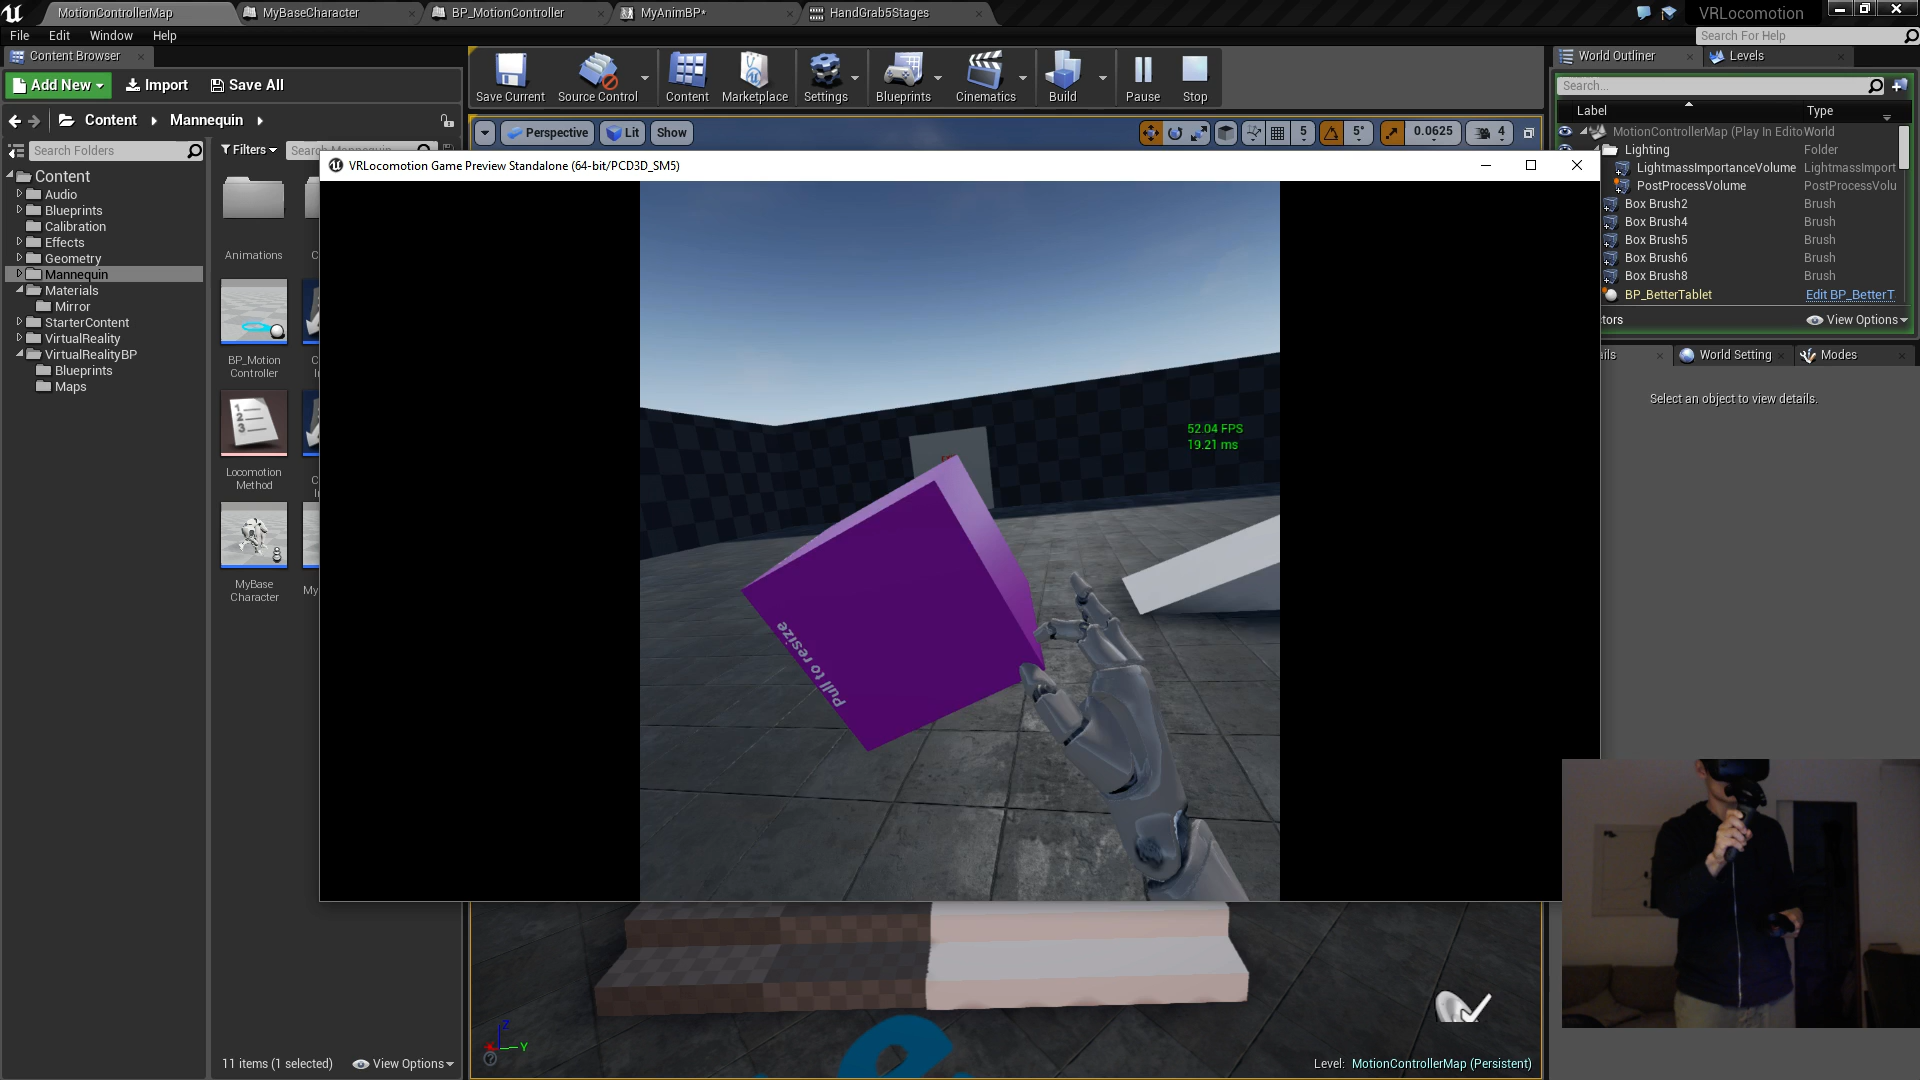 MotionControllerMap
MyBaseCharacter
BP_MotionController
MyAnimBP*
HandGrab5Stages
VRLocomotion
File Edit Window Help
Search For Help
Content Browser
Add New
Import
Save All
Content
Mannequin
Search Folders
Filters
Content
Audio
Blueprints
Calibration
Effects
Geometry
Mannequin
Materials
Mirror
StarterContent
VirtualReality
VirtualRealityBP
Blueprints
Maps
Animations
BP_Motion
Controller
Locomotion
Method
MyBase
Character
My
11 items (1 selected)
View Options
Save Current
Source Control
Content
Marketplace
Settings
Blueprints
Cinematics
Build
Pause
Stop
Perspective
Lit
Show
5
5°
0.0625
4
VRLocomotion Game Preview Standalone (64-bit/PCD3D_SM5)
52.04 FPS
19.21 ms
Pull to resize
Z
Y
Level: MotionControllerMap (Persistent)
World Outliner
Levels
Search...
Label
Type
MotionControllerMap (Play In Edito World
Lighting Folder
LightmassImportanceVolume LightmassImport
PostProcessVolume PostProcessVolu
Box Brush2 Brush
Box Brush4 Brush
Box Brush5 Brush
Box Brush6 Brush
Box Brush8 Brush
BP_BetterTablet Edit BP_BetterT
ctors
View Options
ails
World Setting
Modes
Select an object to view details.